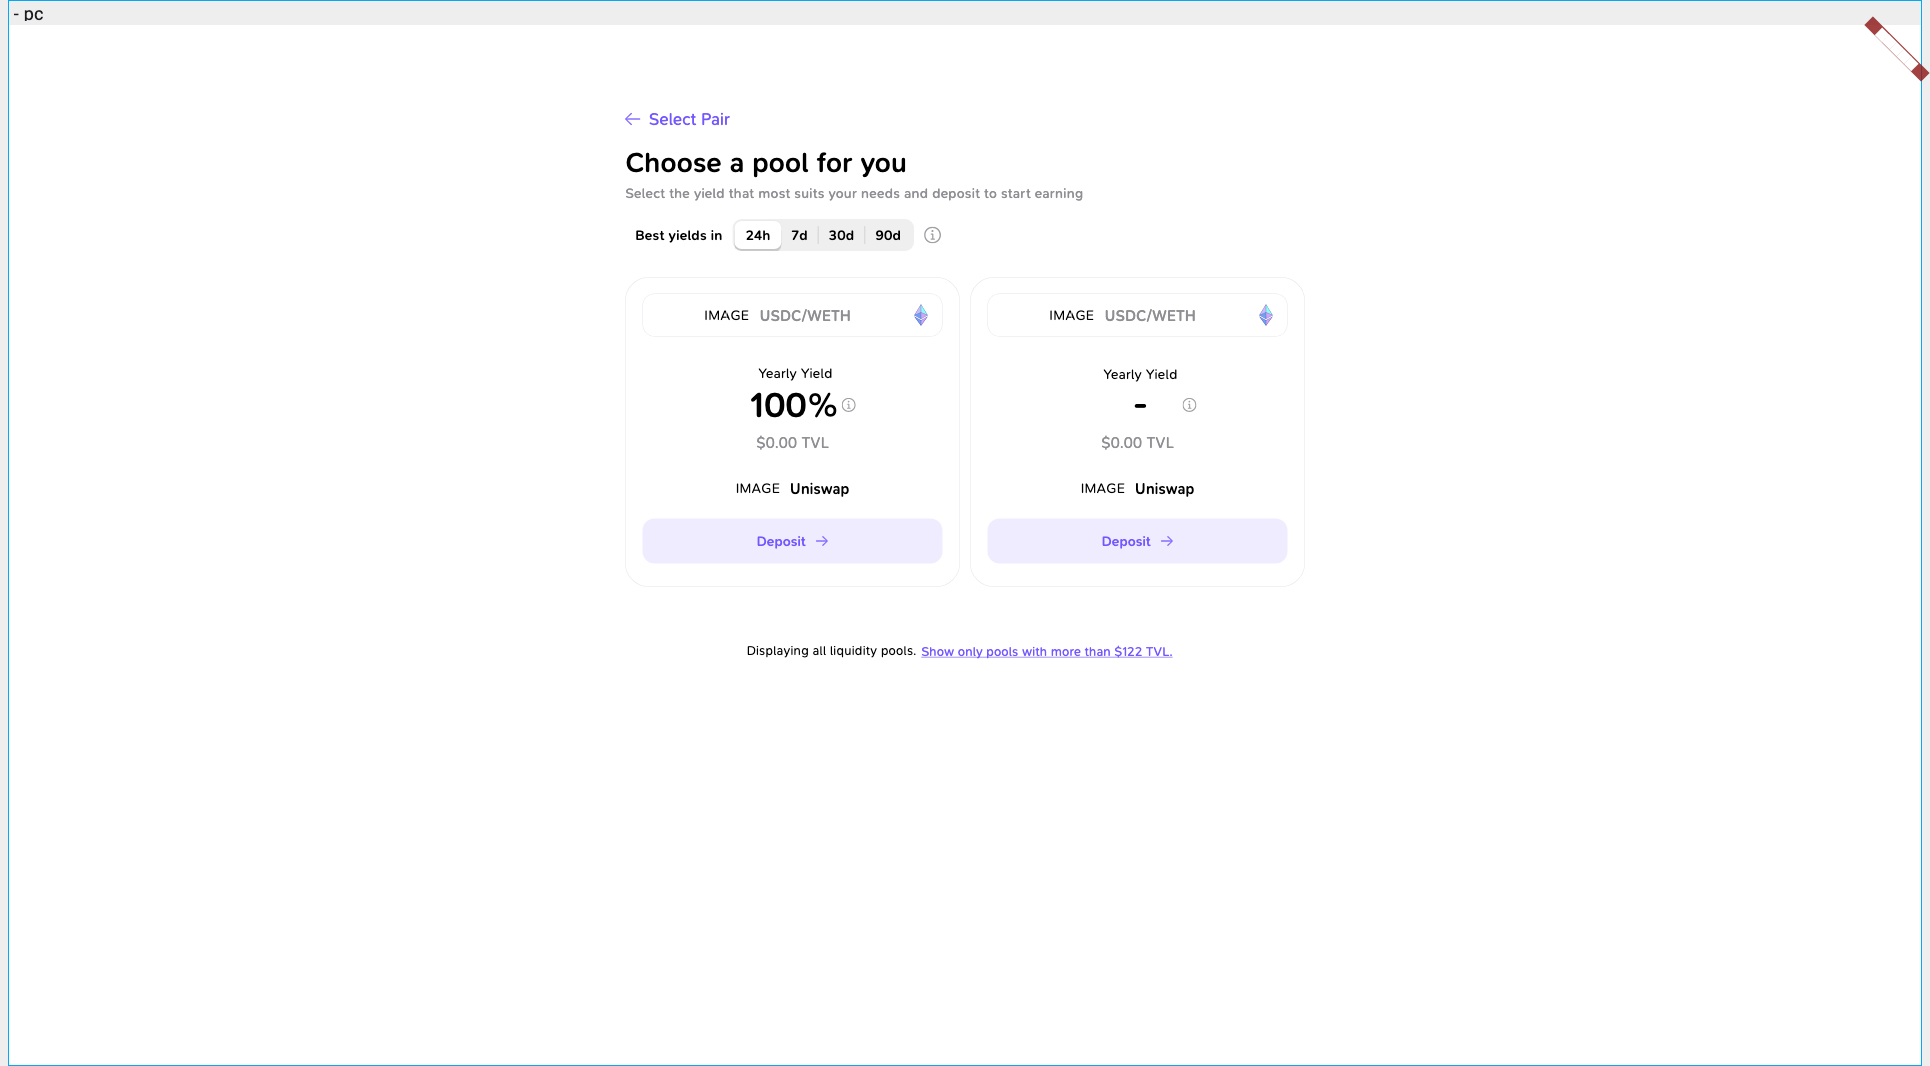 - pc
Select Pair
Choose a pool for you
Select the yield that most suits your needs and deposit to start earning
Best yields in 24h 7d 30d 90d
IMAGE USDC/WETH
Yearly Yield
100%
$0.00 TVL
IMAGE Uniswap
Deposit
IMAGE USDC/WETH
Yearly Yield
-
$0.00 TVL
IMAGE Uniswap
Deposit
Displaying all liquidity pools. Show only pools with more than $122 TVL.